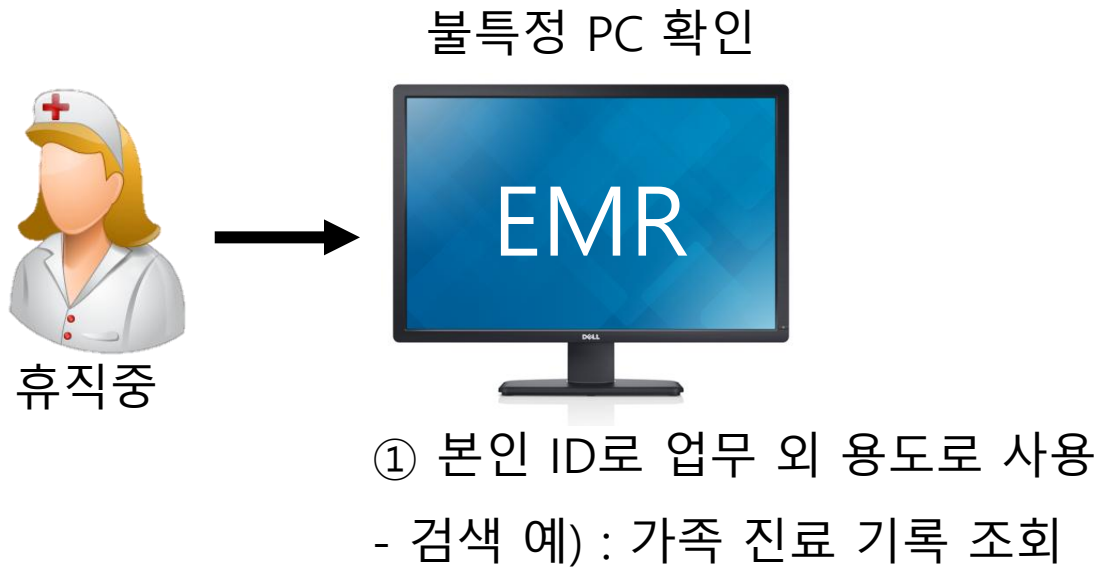 불특정 PC 확인
EMR
DELL
휴직중
① 본인 ID로 업무 외 용도로 사용
- 검색 예) : 가족 진료 기록 조회